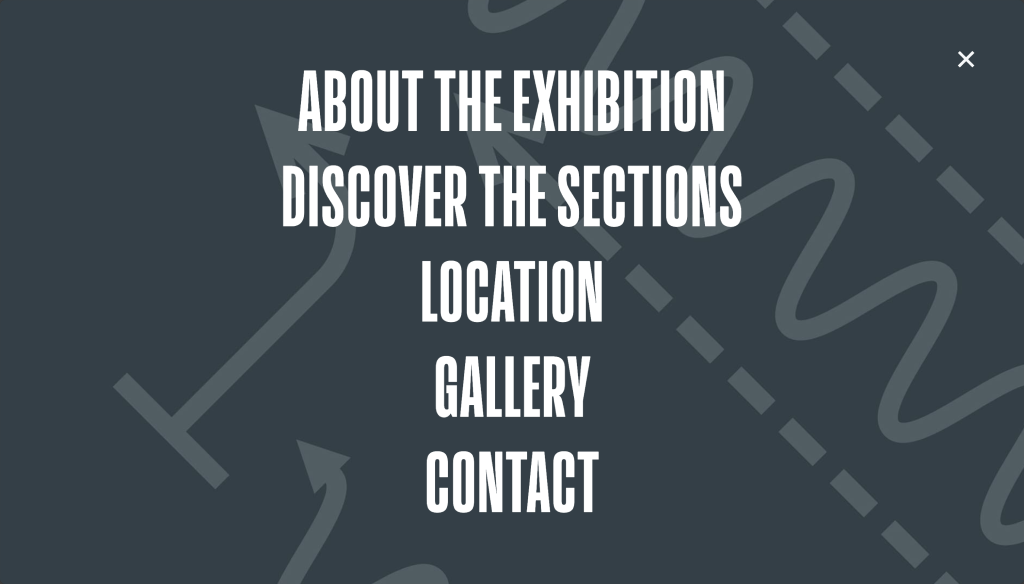 ABOUT THE EXHIBITION
DISCOVER THE SECTIONS
LOCATION
GALLERY
CONTACT